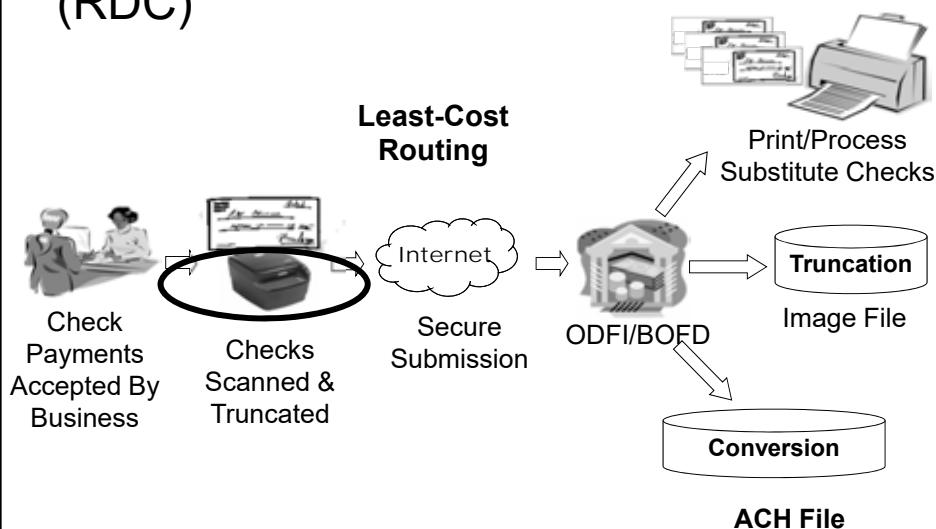 (RDC)
Least-Cost
Routing
Print/Process
Substitute Checks
Internet
Truncation
Image File
ODFI/BOFD
Secure
Submission
Check
Payments
Accepted By
Business
Checks
Scanned &
Truncated
Conversion
ACH File